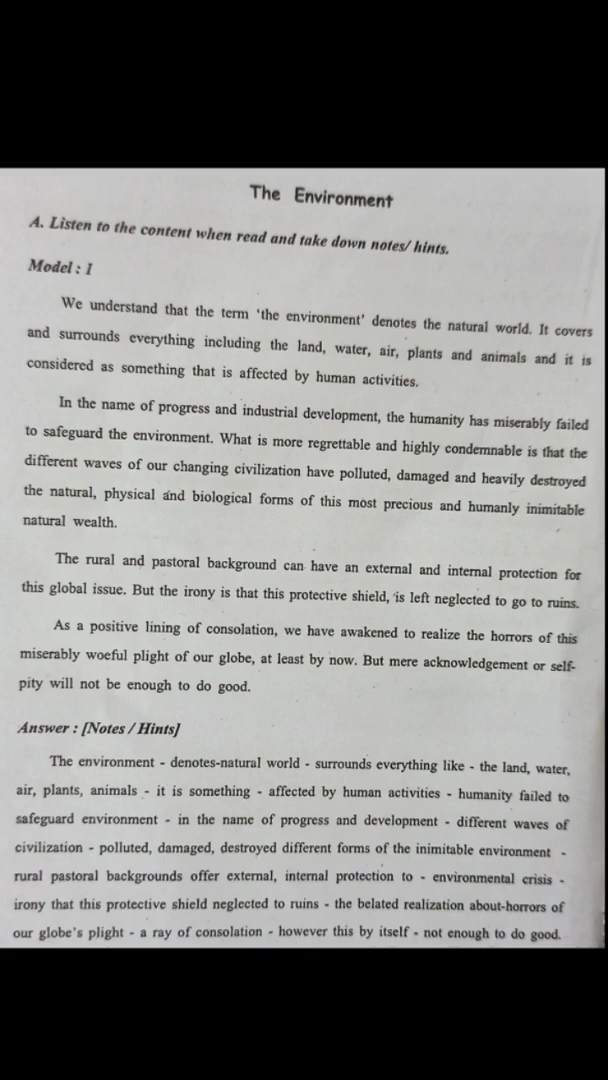 The Environment
A. Listen to the content when read and take down notes/ hints.
Model : 1
We understand that the term 'the environment' denotes the natural world. It covers
and surrounds everything including the land, water, air, plants and animals and it is
considered as something that is affected by human activities.
In the name of progress and industrial development, the humanity has miserably failed
to safeguard the environment. What is more regrettable and highly condemnable is that the
different waves of our changing civilization have polluted, damaged and heavily destroyed
the natural, physical and biological forms of this most precious and humanly inimitable
natural wealth.
The rural and pastoral background can have an external and internal protection for
this global issue. But the irony is that this protective shield, is left neglected to go to ruins.
As a positive lining of consolation, we have awakened to realize the horrors of this
miserably woeful plight of our globe, at least by now. But mere acknowledgement or self-
pity will not be enough to do good.
Answer : [Notes / Hints]
The environment - denotes-natural world - surrounds everything like - the land, water,
air, plants, animals - it is something - affected by human activities - humanity failed to
safeguard environment - in the name of progress and development - different waves of
civilization - polluted, damaged, destroyed different forms of the inimitable environment -
rural pastoral backgrounds offer external, internal protection to - environmental crisis -
irony that this protective shield neglected to ruins - the belated realization about-horrors of
our globe's plight - a ray of consolation - however this by itself - not enough to do good.